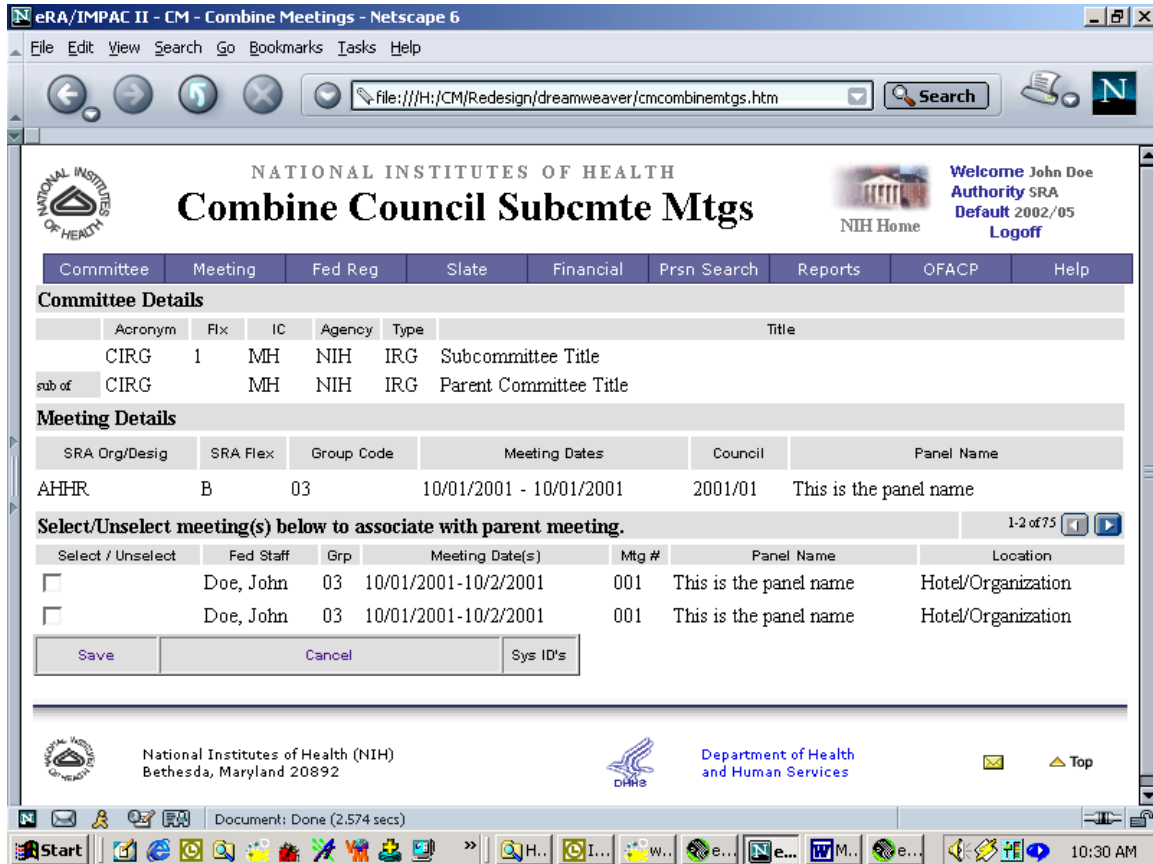 eRA/IMPAC II - CM - Combine Meetings - Netscape 6
File Edit View Search Go Bookmarks Tasks Help
file:///H:/CM/Redesign/dreamweaver/cmcombinemtgs.htm Search N
NATIONAL INSTITUTES OF HEALTH
Combine Council Subcmte Mtgs
NATIONAL INSTITUTES OF HEALTH
NIH Home
Welcome John Doe
Authority SRA
Default 2002/05
Logoff
Committee Meeting Fed Reg Slate Financial Prsn Search Reports OFACP Help
Committee Details
Acronym Flx IC Agency Type Title
CIRG 1 MH NIH IRG Subcommittee Title
sub of CIRG MH NIH IRG Parent Committee Title
Meeting Details
SRA Org/Desig SRA Flex Group Code Meeting Dates Council Panel Name
AHHR B 03 10/01/2001 - 10/01/2001 2001/01 This is the panel name
Select/Unselect meeting(s) below to associate with parent meeting. 1-2 of 75
Select / Unselect Fed Staff Grp Meeting Date(s) Mtg # Panel Name Location
Doe, John 03 10/01/2001-10/2/2001 001 This is the panel name Hotel/Organization
Doe, John 03 10/01/2001-10/2/2001 001 This is the panel name Hotel/Organization
Save Cancel Sys ID's
National Institutes of Health (NIH)
Bethesda, Maryland 20892
DHHS
Department of Health
and Human Services
Top
Document: Done (2.574 secs)
Start » H.. I... w.. e... N e... M.. e... 10:30 AM